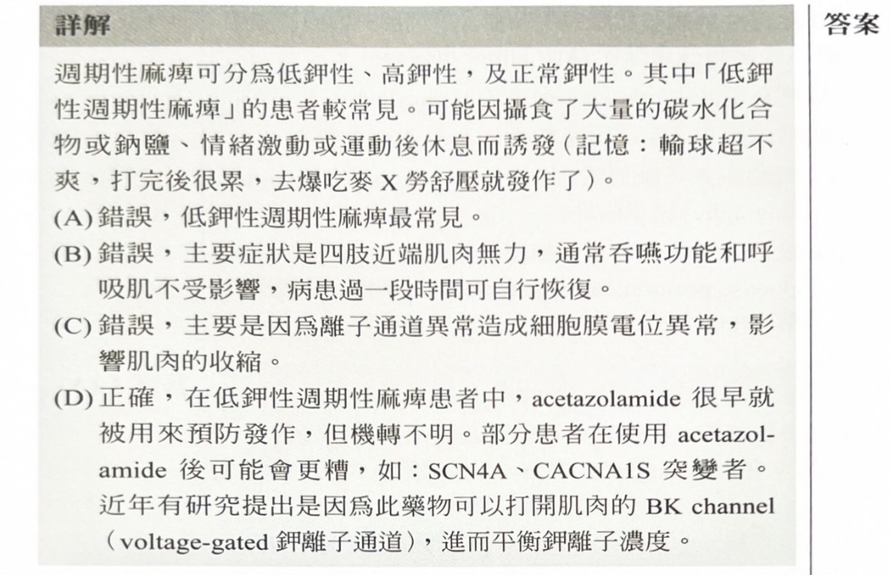 詳解
答案
週期性麻痺可分爲低鉀性、高鉀性，及正常鉀性。其中「低鉀
性週期性麻痺」的患者較常見。可能因攝食了大量的碳水化合
物或鈉鹽、情緒激動或運動後休息而誘發（記憶：輸球超不
爽，打完後很累，去爆吃麥 X 勞舒壓就發作了）。
(A) 錯誤，低鉀性週期性麻痺最常見。
(B) 錯誤，主要症狀是四肢近端肌肉無力，通常吞嚥功能和呼
吸肌不受影響，病患過一段時間可自行恢復。
(C) 錯誤，主要是因爲離子通道異常造成細胞膜電位異常，影
響肌肉的收縮。
(D) 正確，在低鉀性週期性麻痺患者中，acetazolamide 很早就
被用來預防發作，但機轉不明。部分患者在使用 acetazol-
amide 後可能會更糟，如：SCN4A、CACNA1S 突變者。
近年有研究提出是因爲此藥物可以打開肌肉的 BK channel
（voltage-gated 鉀離子通道），進而平衡鉀離子濃度。